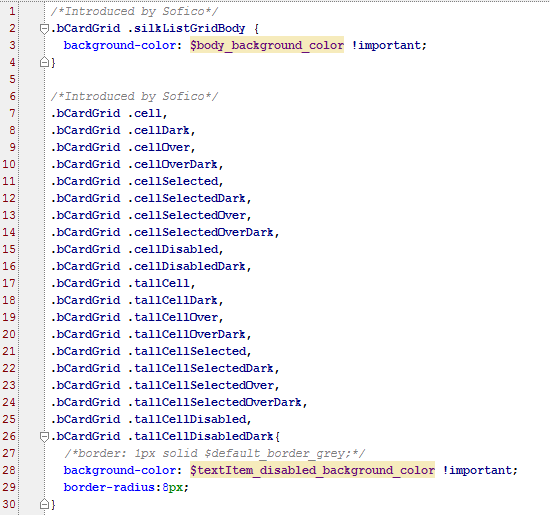 1 /*Introduced by Sofico*/
2 .bCardGrid .silkListGridBody {
3 background-color: $body_background_color !important;
4 }
5
6 /*Introduced by Sofico*/
7 .bCardGrid .cell,
8 .bCardGrid .cellDark,
9 .bCardGrid .cellOver,
10 .bCardGrid .cellOverDark,
11 .bCardGrid .cellSelected,
12 .bCardGrid .cellSelectedDark,
13 .bCardGrid .cellSelectedOver,
14 .bCardGrid .cellSelectedOverDark,
15 .bCardGrid .cellDisabled,
16 .bCardGrid .cellDisabledDark,
17 .bCardGrid .tallCell,
18 .bCardGrid .tallCellDark,
19 .bCardGrid .tallCellOver,
20 .bCardGrid .tallCellOverDark,
21 .bCardGrid .tallCellSelected,
22 .bCardGrid .tallCellSelectedDark,
23 .bCardGrid .tallCellSelectedOver,
24 .bCardGrid .tallCellSelectedOverDark,
25 .bCardGrid .tallCellDisabled,
26 .bCardGrid .tallCellDisabledDark{
27 /*border: 1px solid $default_border_grey;*/
28 background-color: $textItem_disabled_background_color !important;
29 border-radius:8px;
30 }